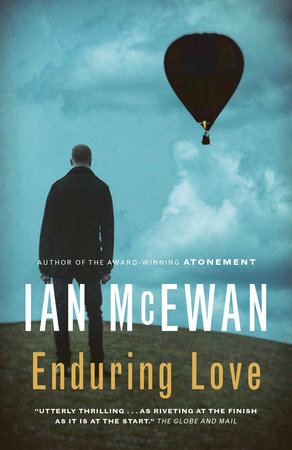 AUTHOR OF THE AWARD-WINNING ATONEMENT
IAN McEWAN
Enduring Love
“UTTERLY THRILLING . . . AS RIVETING AT THE FINISH
AS IT IS AT THE START.” THE GLOBE AND MAIL